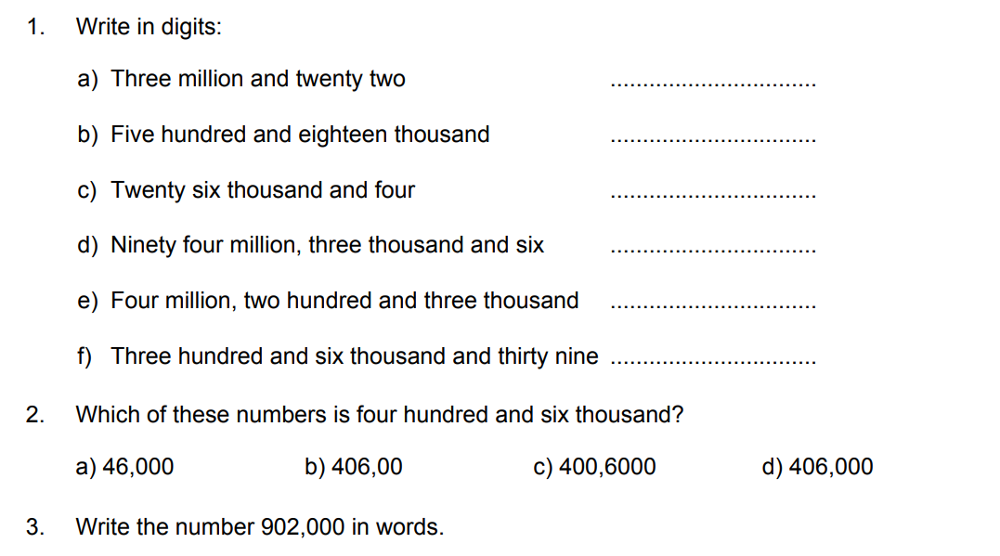 1. Write in digits:
a) Three million and twenty two ................................
b) Five hundred and eighteen thousand ................................
c) Twenty six thousand and four ................................
d) Ninety four million, three thousand and six ................................
e) Four million, two hundred and three thousand ................................
f) Three hundred and six thousand and thirty nine ................................
2. Which of these numbers is four hundred and six thousand?
a) 46,000 b) 406,00 c) 400,6000 d) 406,000
3. Write the number 902,000 in words.